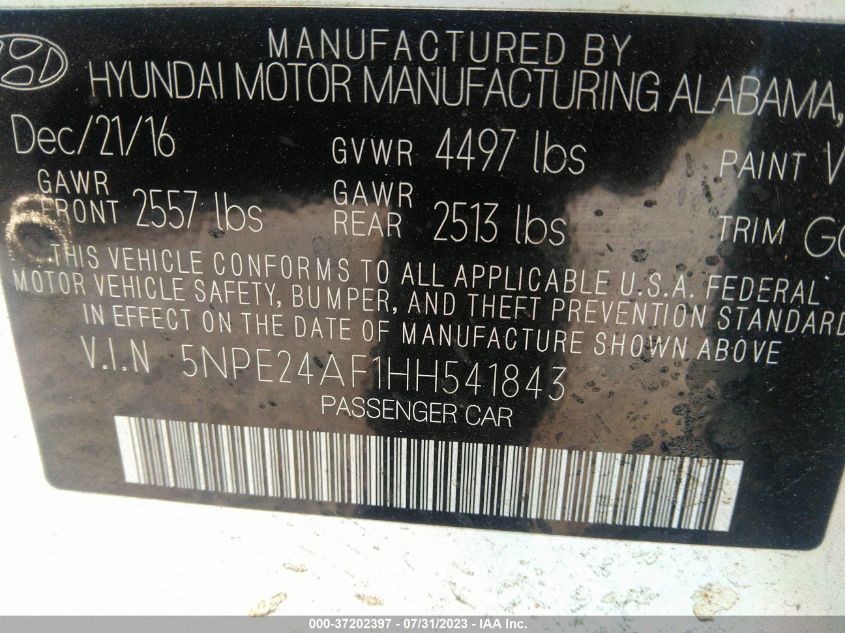 MANUFACTURED BY
HYUNDAI MOTOR MANUFACTURING ALABAMA,
Dec/21/16 GVWR 4497 lbs PAINT V
GAWR FRONT 2557 lbs GAWR REAR 2513 lbs TRIM
THIS VEHICLE CONFORMS TO ALL APPLICABLE U.S.A. FEDERAL
MOTOR VEHICLE SAFETY, BUMPER, AND THEFT PREVENTION STANDARD
IN EFFECT ON THE DATE OF MANUFACTURE SHOWN ABOVE
V.I.N 5NPE24AF1HH541843
PASSENGER CAR
000-37202397 - 07/31/2023 - IAA Inc.